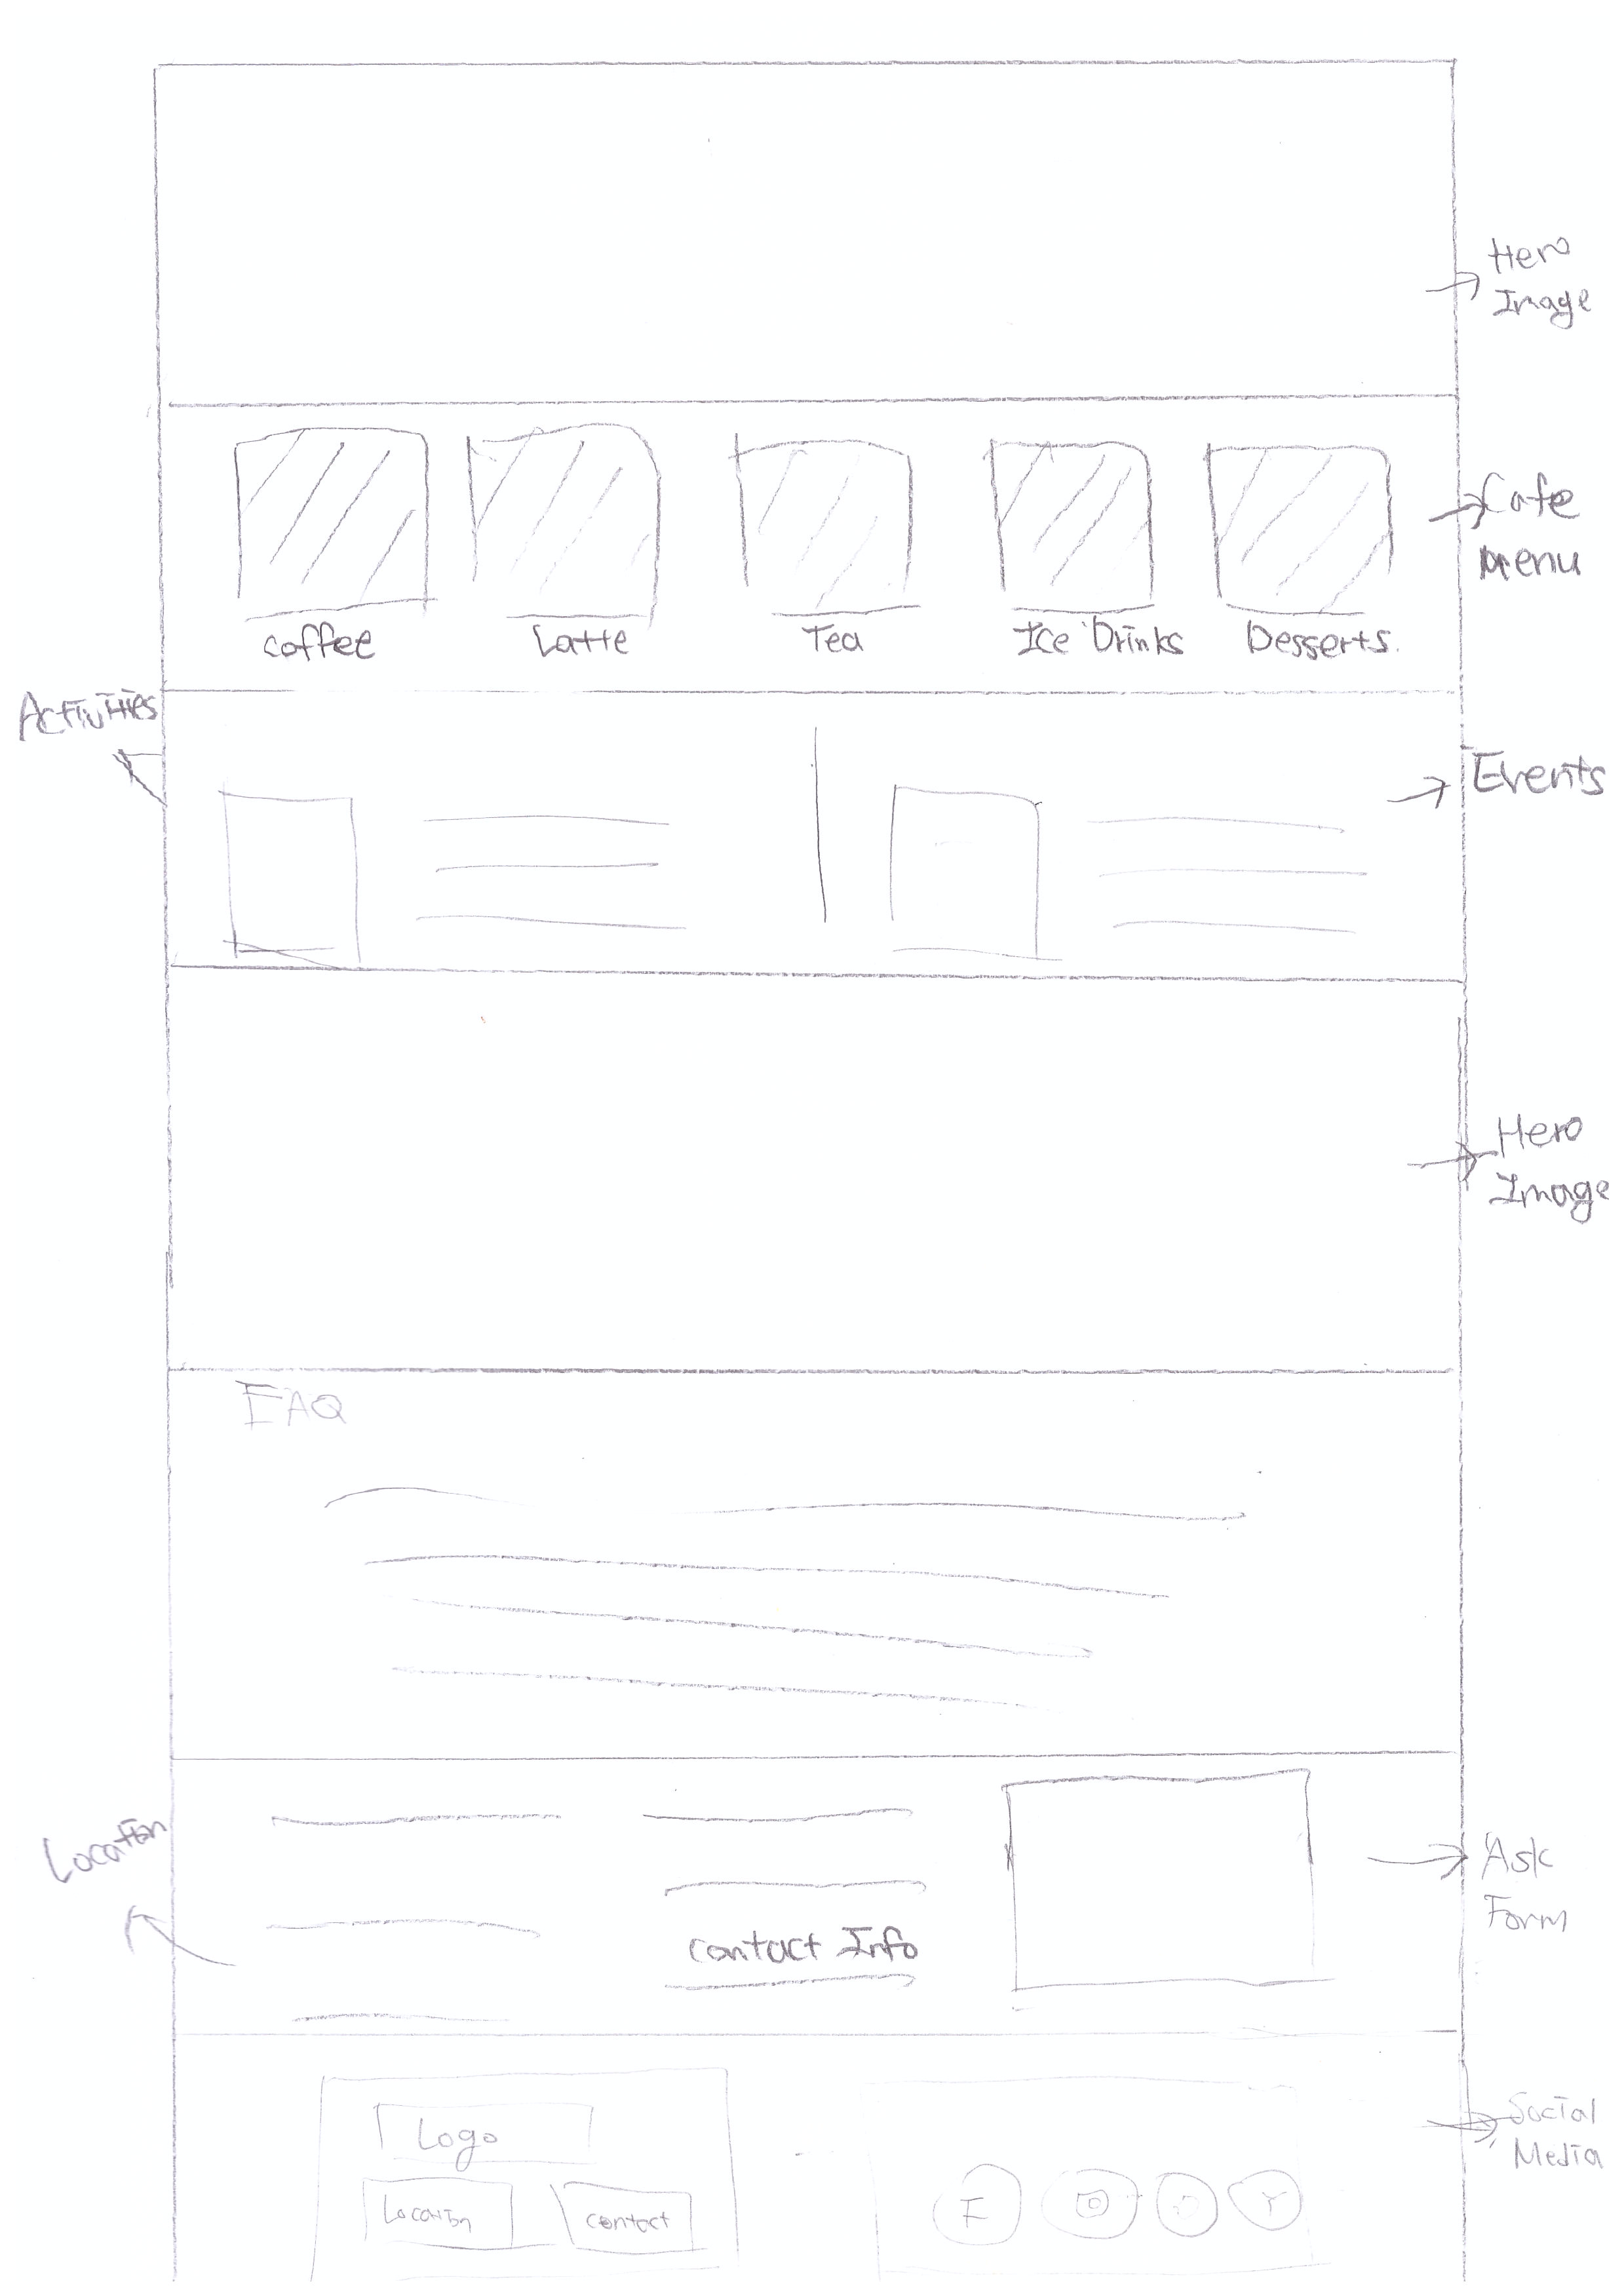 Hero
Image
Cafe
Menu
coffee
Latte
Tea
Ice Drinks
Desserts.
Activities
Events
Hero
Image
FAQ
Location
Ask
Form
Contact Info
Social
Media
Logo
Location
contact
F
Y